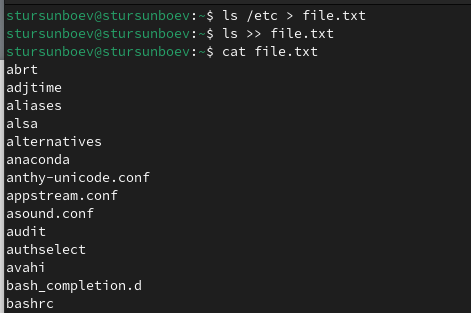 stursunboev@stursunboev:~$ ls /etc > file.txt
stursunboev@stursunboev:~$ ls >> file.txt
stursunboev@stursunboev:~$ cat file.txt
abrt
adjtime
aliases
alsa
alternatives
anaconda
anthy-unicode.conf
appstream.conf
asound.conf
audit
authselect
avahi
bash_completion.d
bashrc